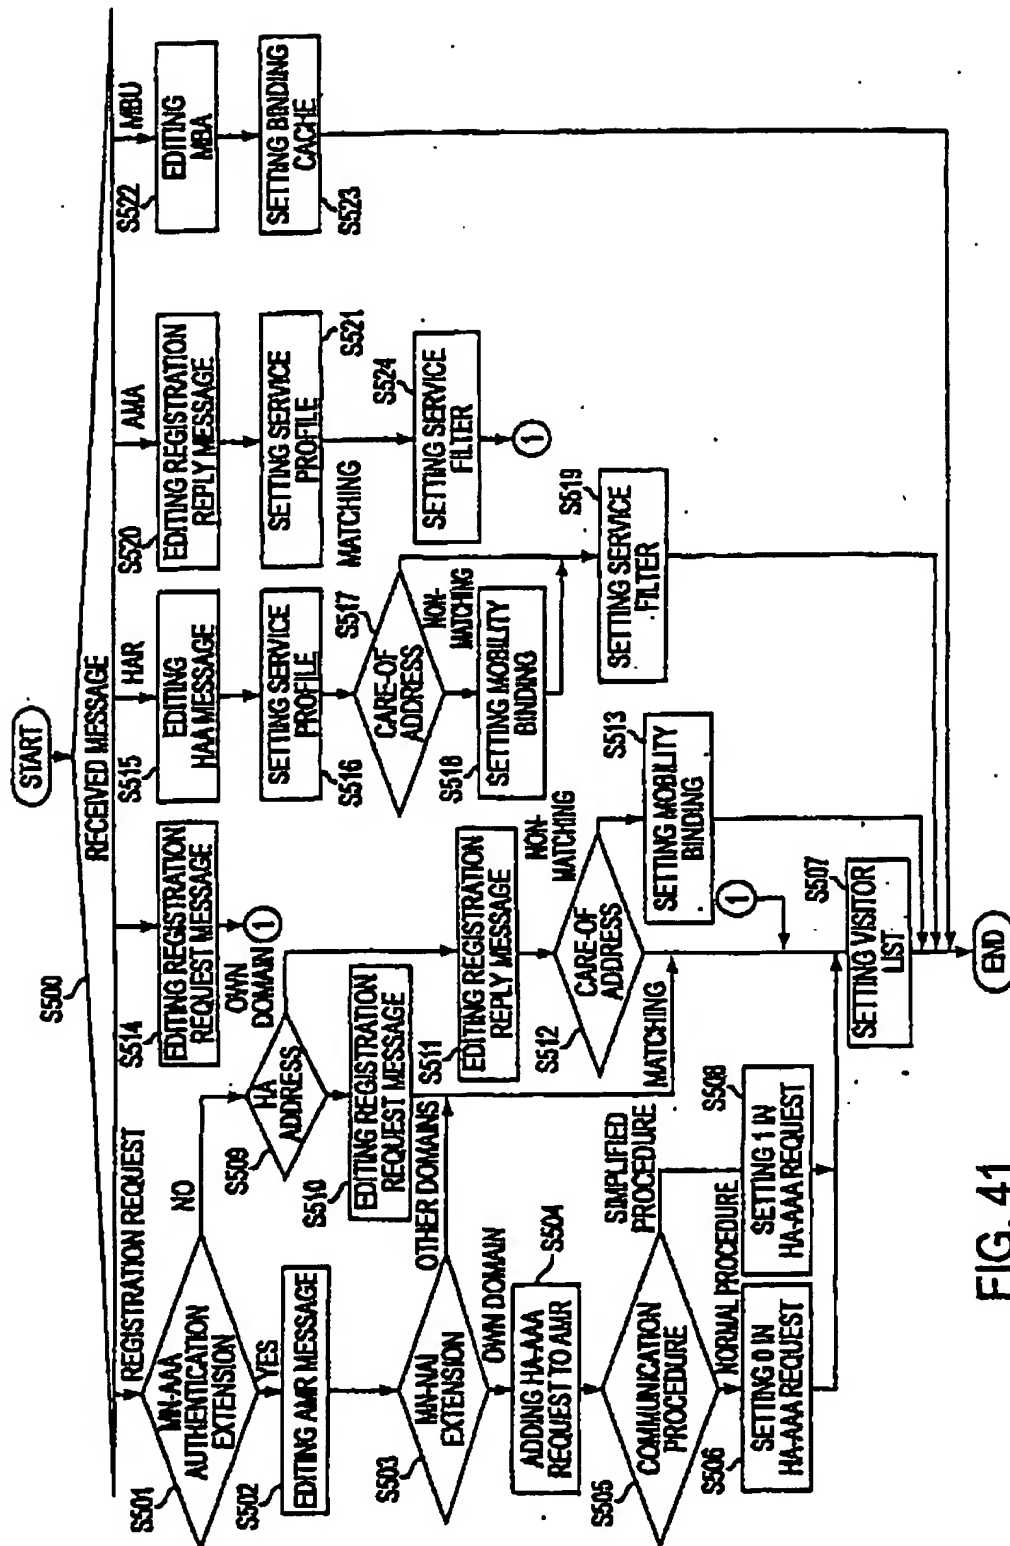 START
S500
RECEIVED MESSAGE
REGISTRATION REQUEST
S501
MN-AAA
AUTHENTICATION
EXTENSION
NO
YES
S502
EDITING AMR MESSAGE
S503
MN-NAI
EXTENSION
OTHER DOMAINS
OWN DOMAIN
S504
ADDING HA-AAA
REQUEST TO AMR
S505
COMMUNICATION
PROCEDURE
SIMPLIFIED
PROCEDURE
NORMAL PROCEDURE
S506
SETTING 0 IN
HA-AAA REQUEST
S508
SETTING 1 IN
HA-AAA REQUEST
S509
HA
ADDRESS
OWN
DOMAIN
S510
EDITING REGISTRATION
REQUEST MESSAGE
S511
EDITING REGISTRATION
REPLY MESSAGE
S512
CARE-OF
ADDRESS
NON-
MATCHING
MATCHING
S513
SETTING MOBILITY
BINDING
1
S507
SETTING VISITOR
LIST
S514
EDITING REGISTRATION
REQUEST MESSAGE
1
HAR
S515
EDITING
HAA MESSAGE
S516
SETTING SERVICE
PROFILE
S517
CARE-OF
ADDRESS
MATCHING
NON-
MATCHING
S518
SETTING MOBILITY
BINDING
S519
SETTING SERVICE
FILTER
AMA
S520
EDITING REGISTRATION
REPLY MESSAGE
S521
SETTING SERVICE
PROFILE
S524
SETTING SERVICE
FILTER
1
MBU
S522
EDITING
MBA
S523
SETTING BINDING
CACHE
END
FIG. 41